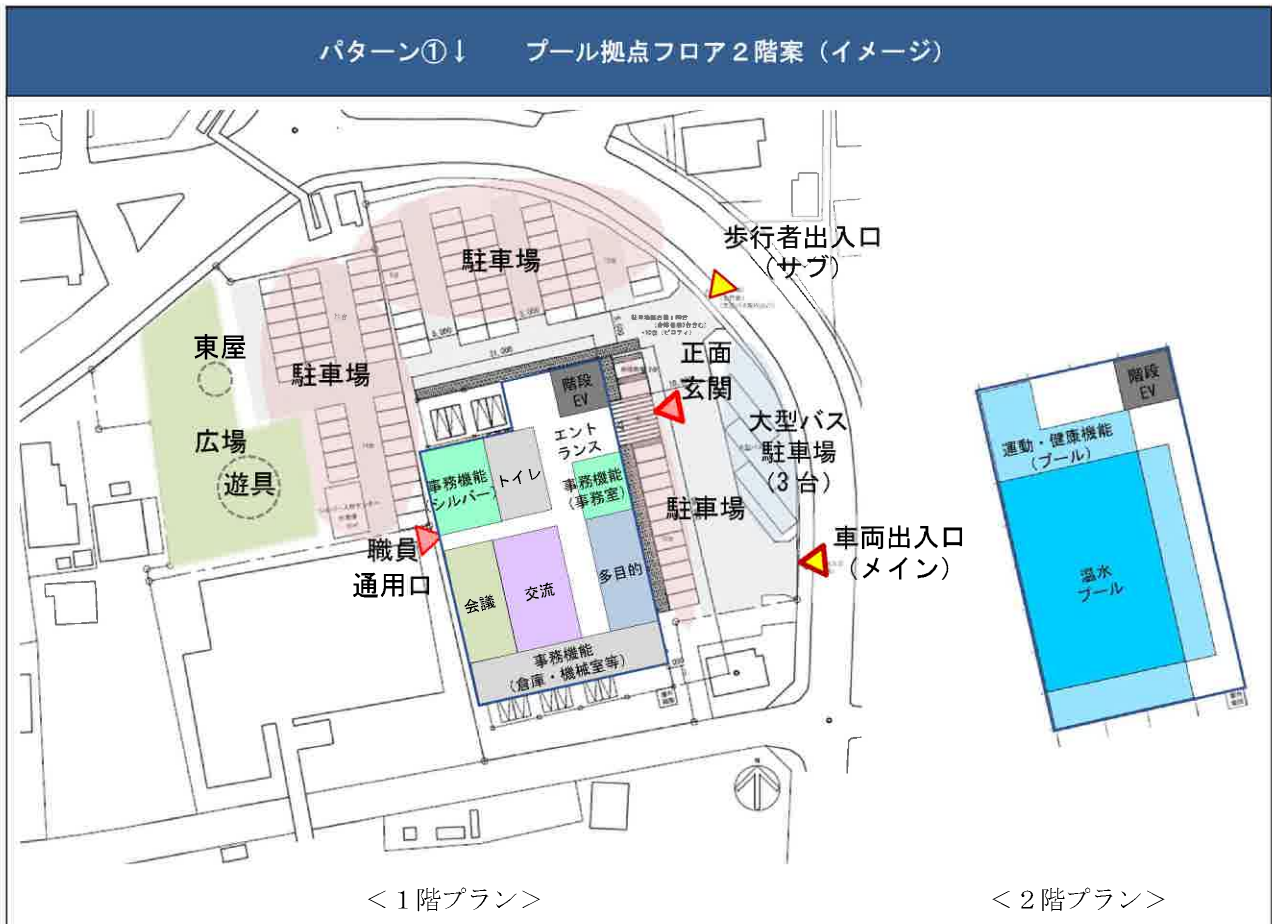 パターン①↓　　プール拠点フロア２階案（イメージ）
歩行者出入口
（サブ）
駐車場
東屋
駐車場
正面
玄関
階段
EV
大型バス
駐車場
（３台）
エント
ランス
広場
遊具
事務機能
シルバー）
トイレ
事務機能
（事務室）
駐車場
職員
通用口
車両出入口
（メイン）
会議
交流
多目的
事務機能
（倉庫・機械室等）
階段
EV
運動・健康機能
（プール）
温水
プール
＜１階プラン＞
＜２階プラン＞